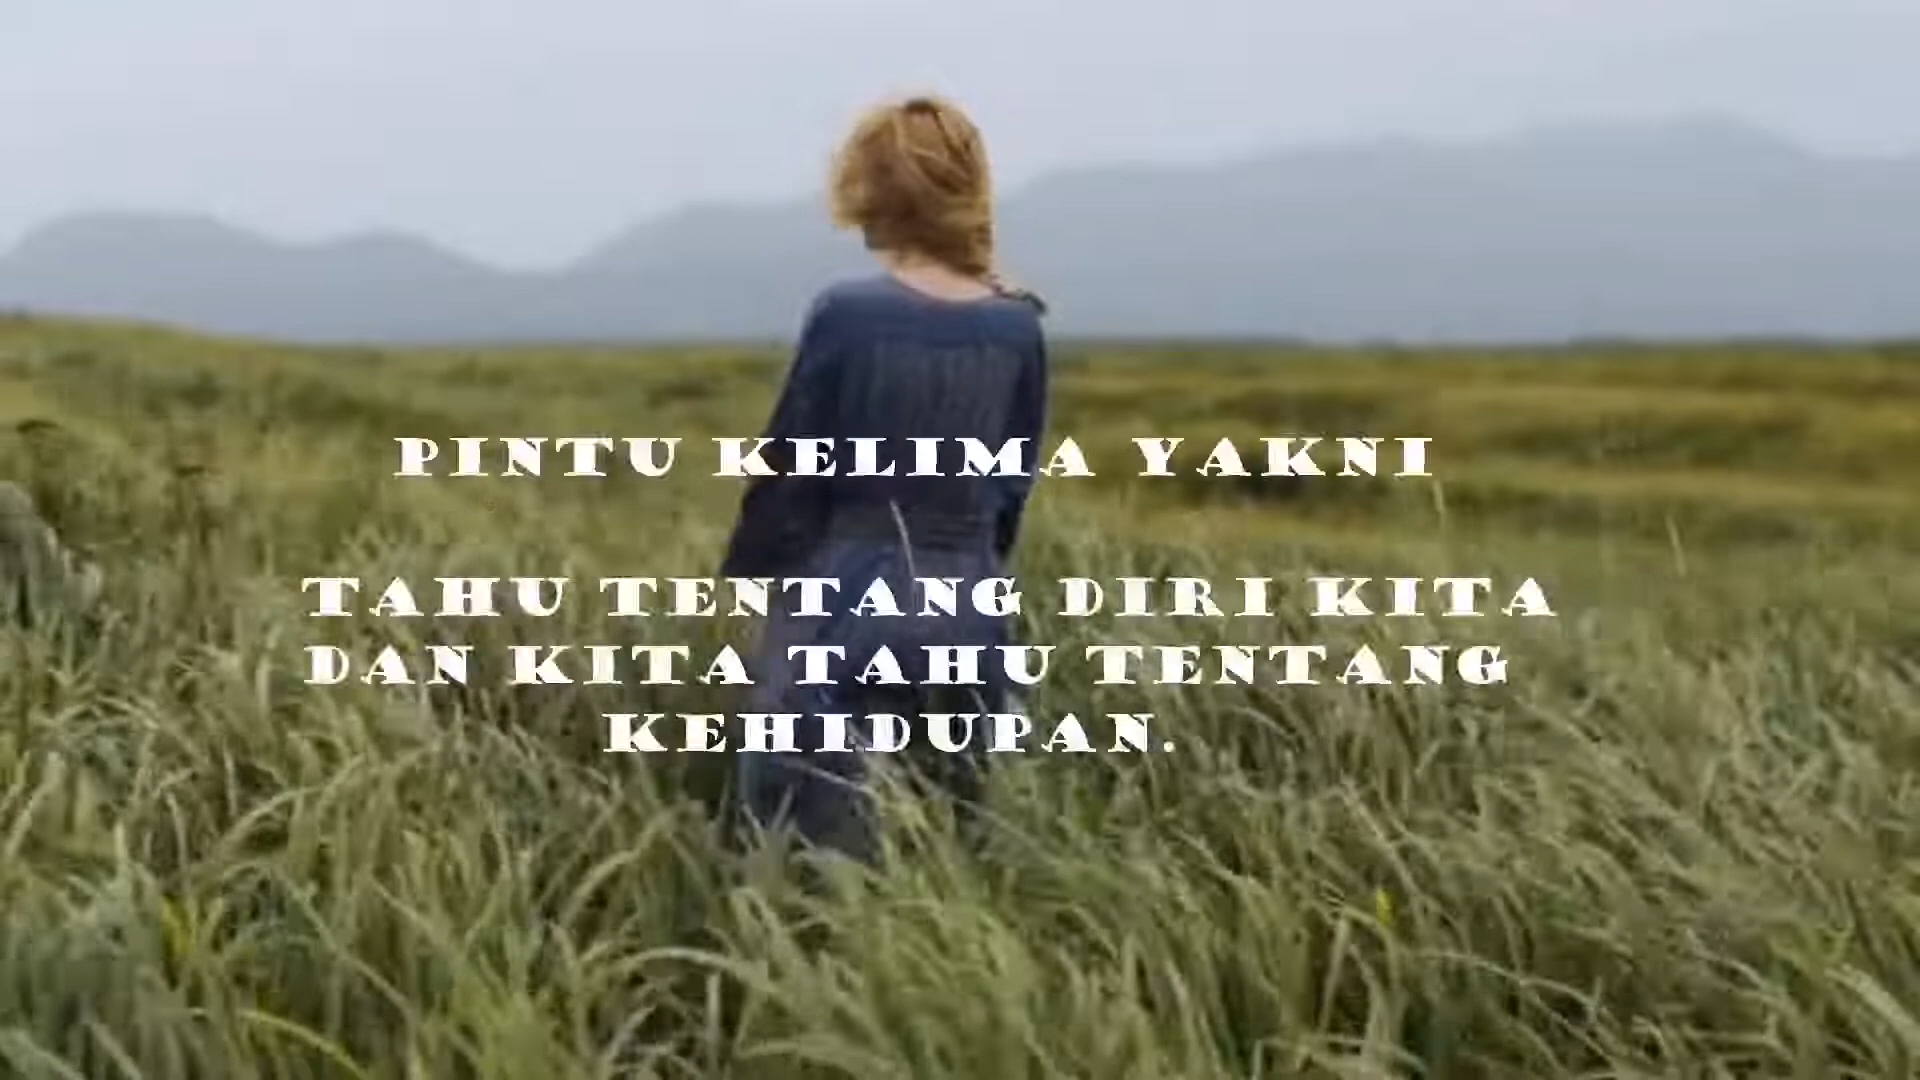 PINTU KELIMA YAKNI
TAHU TENTANG DIRI KITA
DAN KITA TAHU TENTANG
KEHIDUPAN.